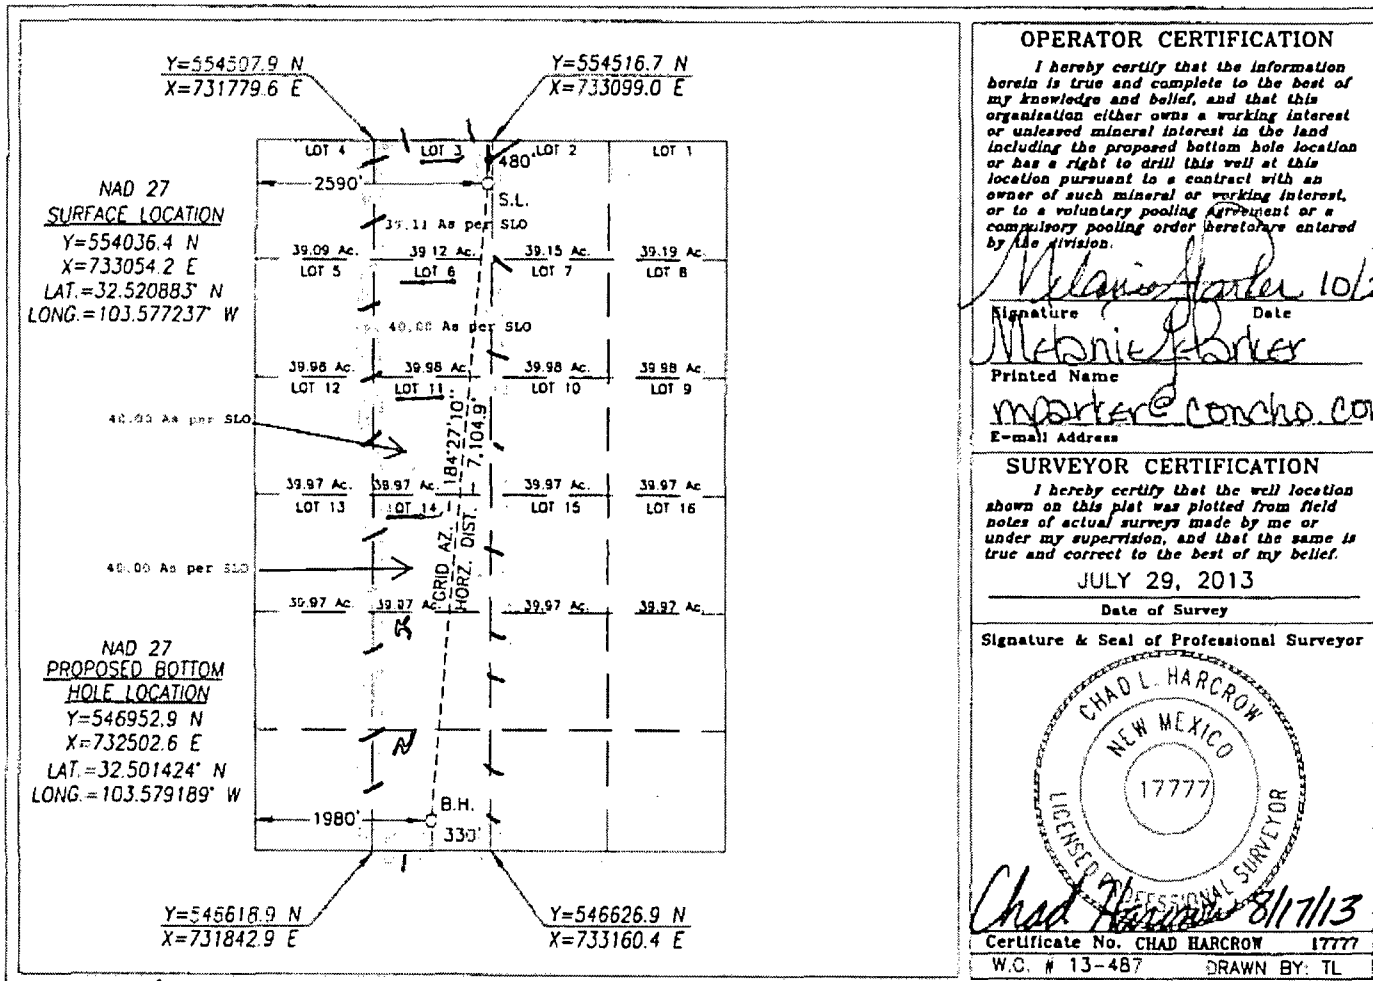 Y=554507.9 N
X=731779.6 E
Y=554516.7 N
X=733099.0 E
LOT 4
LOT 3
LOT 2
LOT 1
480'
2590'
S.L.
NAD 27
SURFACE LOCATION
Y=554036.4 N
X=733054.2 E
LAT.=32.520883° N
LONG.=103.577237° W
39.11 As per SLO
39.09 Ac.
39.12 AC.
39.15 Ac.
39.19 Ac
LOT 5
LOT 6
LOT 7
LOT 8
40.00 As per SLO
39.98 Ac.
39.98 Ac.
39.98 Ac.
39.98 Ac
LOT 12
LOT 11
LOT 10
LOT 9
40.00 As per SLO
GRID AZ. - 184°27'10"
HORZ. DIST. - 7,104.9'
39.97 Ac.
39.97 Ac.
39.97 Ac.
39.97 Ac
LOT 13
LOT 14
LOT 15
LOT 16
40.00 As per SLO
39.97 Ac.
39.97 Ac
39.97 Ac.
39.97 Ac.
K
N
NAD 27
PROPOSED BOTTOM
HOLE LOCATION
Y=546952.9 N
X=732502.6 E
LAT.=32.501424° N
LONG.=103.579189° W
B.H.
1980'
330'
Y=546618.9 N
X=731842.9 E
Y=546626.9 N
X=733160.4 E
OPERATOR CERTIFICATION
I hereby certify that the information
herein is true and complete to the best of
my knowledge and belief, and that this
organisation either owns a working interest
or unleased mineral interest in the land
including the proposed bottom hole location
or has a right to drill this well at this
location pursuant to a contract with an
owner of such mineral or working interest,
or to a voluntary pooling agreement or a
compulsory pooling order heretofore entered
by the division.
Melanie Parker 10/2
Signature Date
Melanie J Parker
Printed Name
mparker@concho.co
E-mail Address
SURVEYOR CERTIFICATION
I hereby certify that the well location
shown on this plat was plotted from field
notes of actual surveys made by me or
under my supervision, and that the same is
true and correct to the best of my belief.
JULY 29, 2013
Date of Survey
Signature & Seal of Professional Surveyor
CHAD L. HARCROW
NEW MEXICO
17777
LICENSED PROFESSIONAL SURVEYOR
Chad Harcrow 8/17/13
Certificate No. CHAD HARCROW 17777
W.O. # 13-487 DRAWN BY: TL